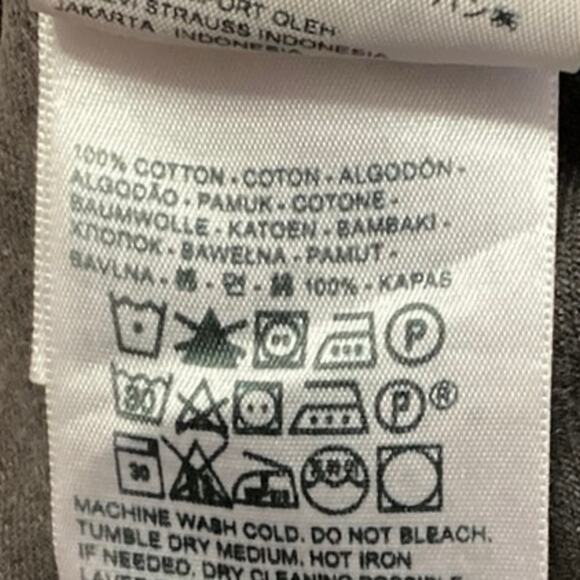 STRAUSS INDONESIA
JAKARTA INDONESIA
100% COTTON - COTON - ALGODÓN -
ALGODÃO - PAMUK - COTONE -
BAUMWOLLE - KATOEN - BAMBAKI -
ХЛОПОК - BAWEŁNA - PAMUT -
BAVLNA - 棉 - 면 - 綿 100% - KAPAS
P
30 P ®
30
MACHINE WASH COLD. DO NOT BLEACH.
TUMBLE DRY MEDIUM. HOT IRON
IF NEEDED. DRY CLEANING POSSIBLE